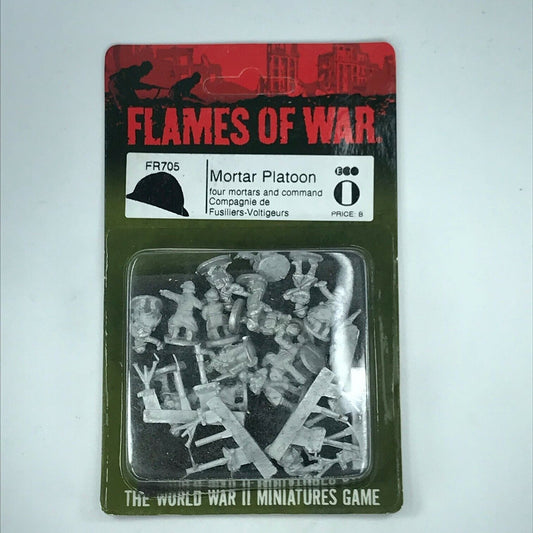 FLAMES OF WAR
FR705
Mortar Platoon
four mortars and command
Compagnie de
Fusiliers-Voltigeurs
PRICE: B
THE WORLD WAR II MINIATURES GAME